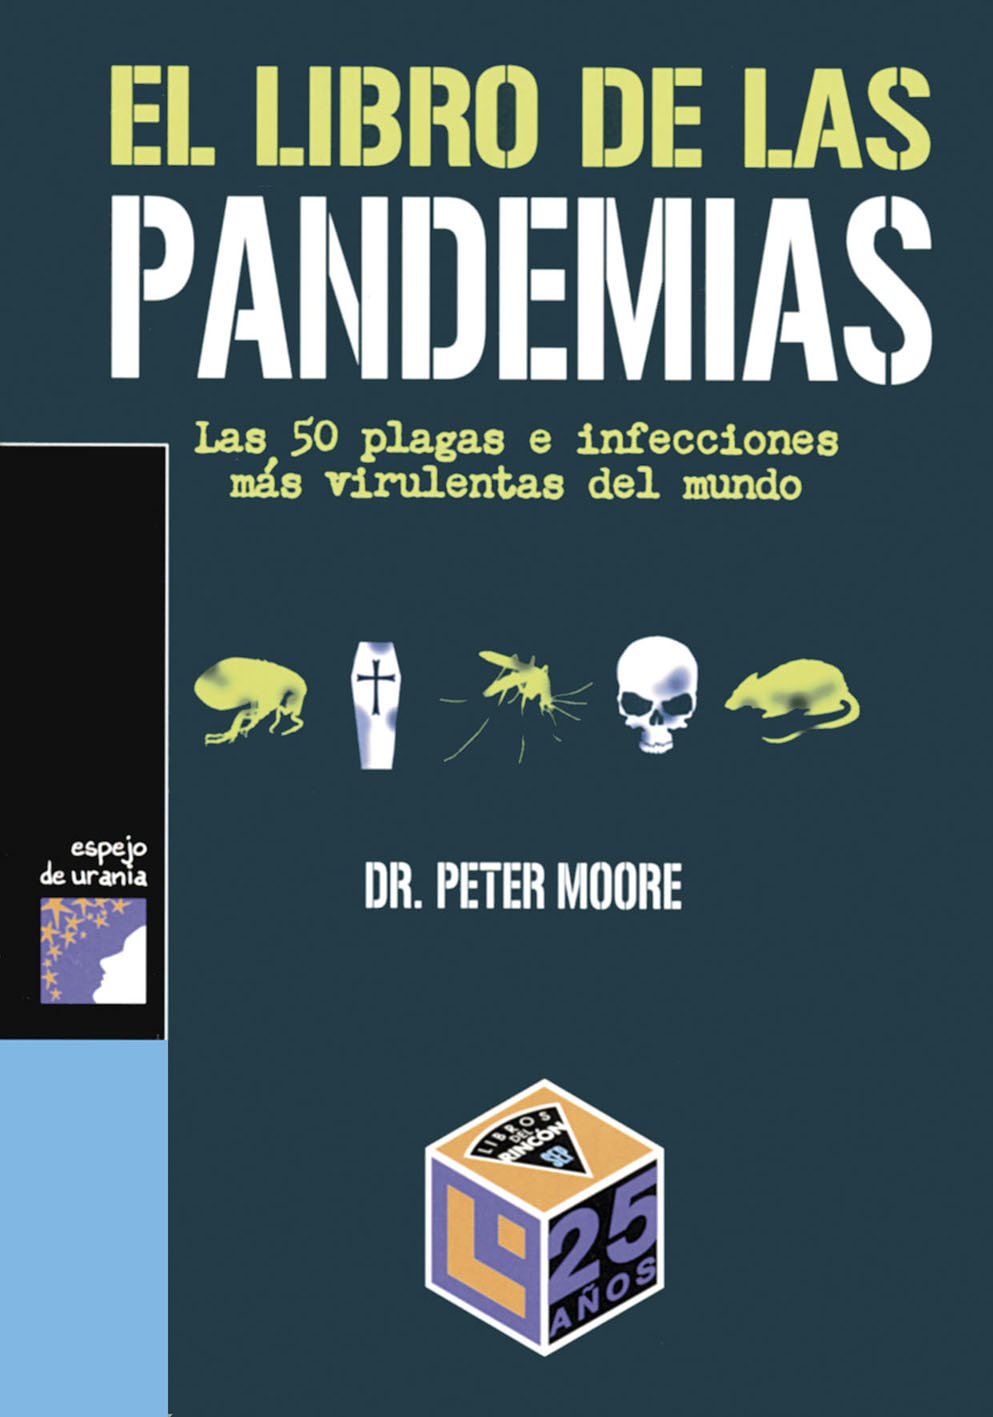 EL LIBRO DE LAS
PANDEMIAS
Las 50 plagas e infecciones
más virulentas del mundo
espejo
de urania
DR. PETER MOORE
LIBROS
DEL
RINCÓN
SEP
25
AÑOS